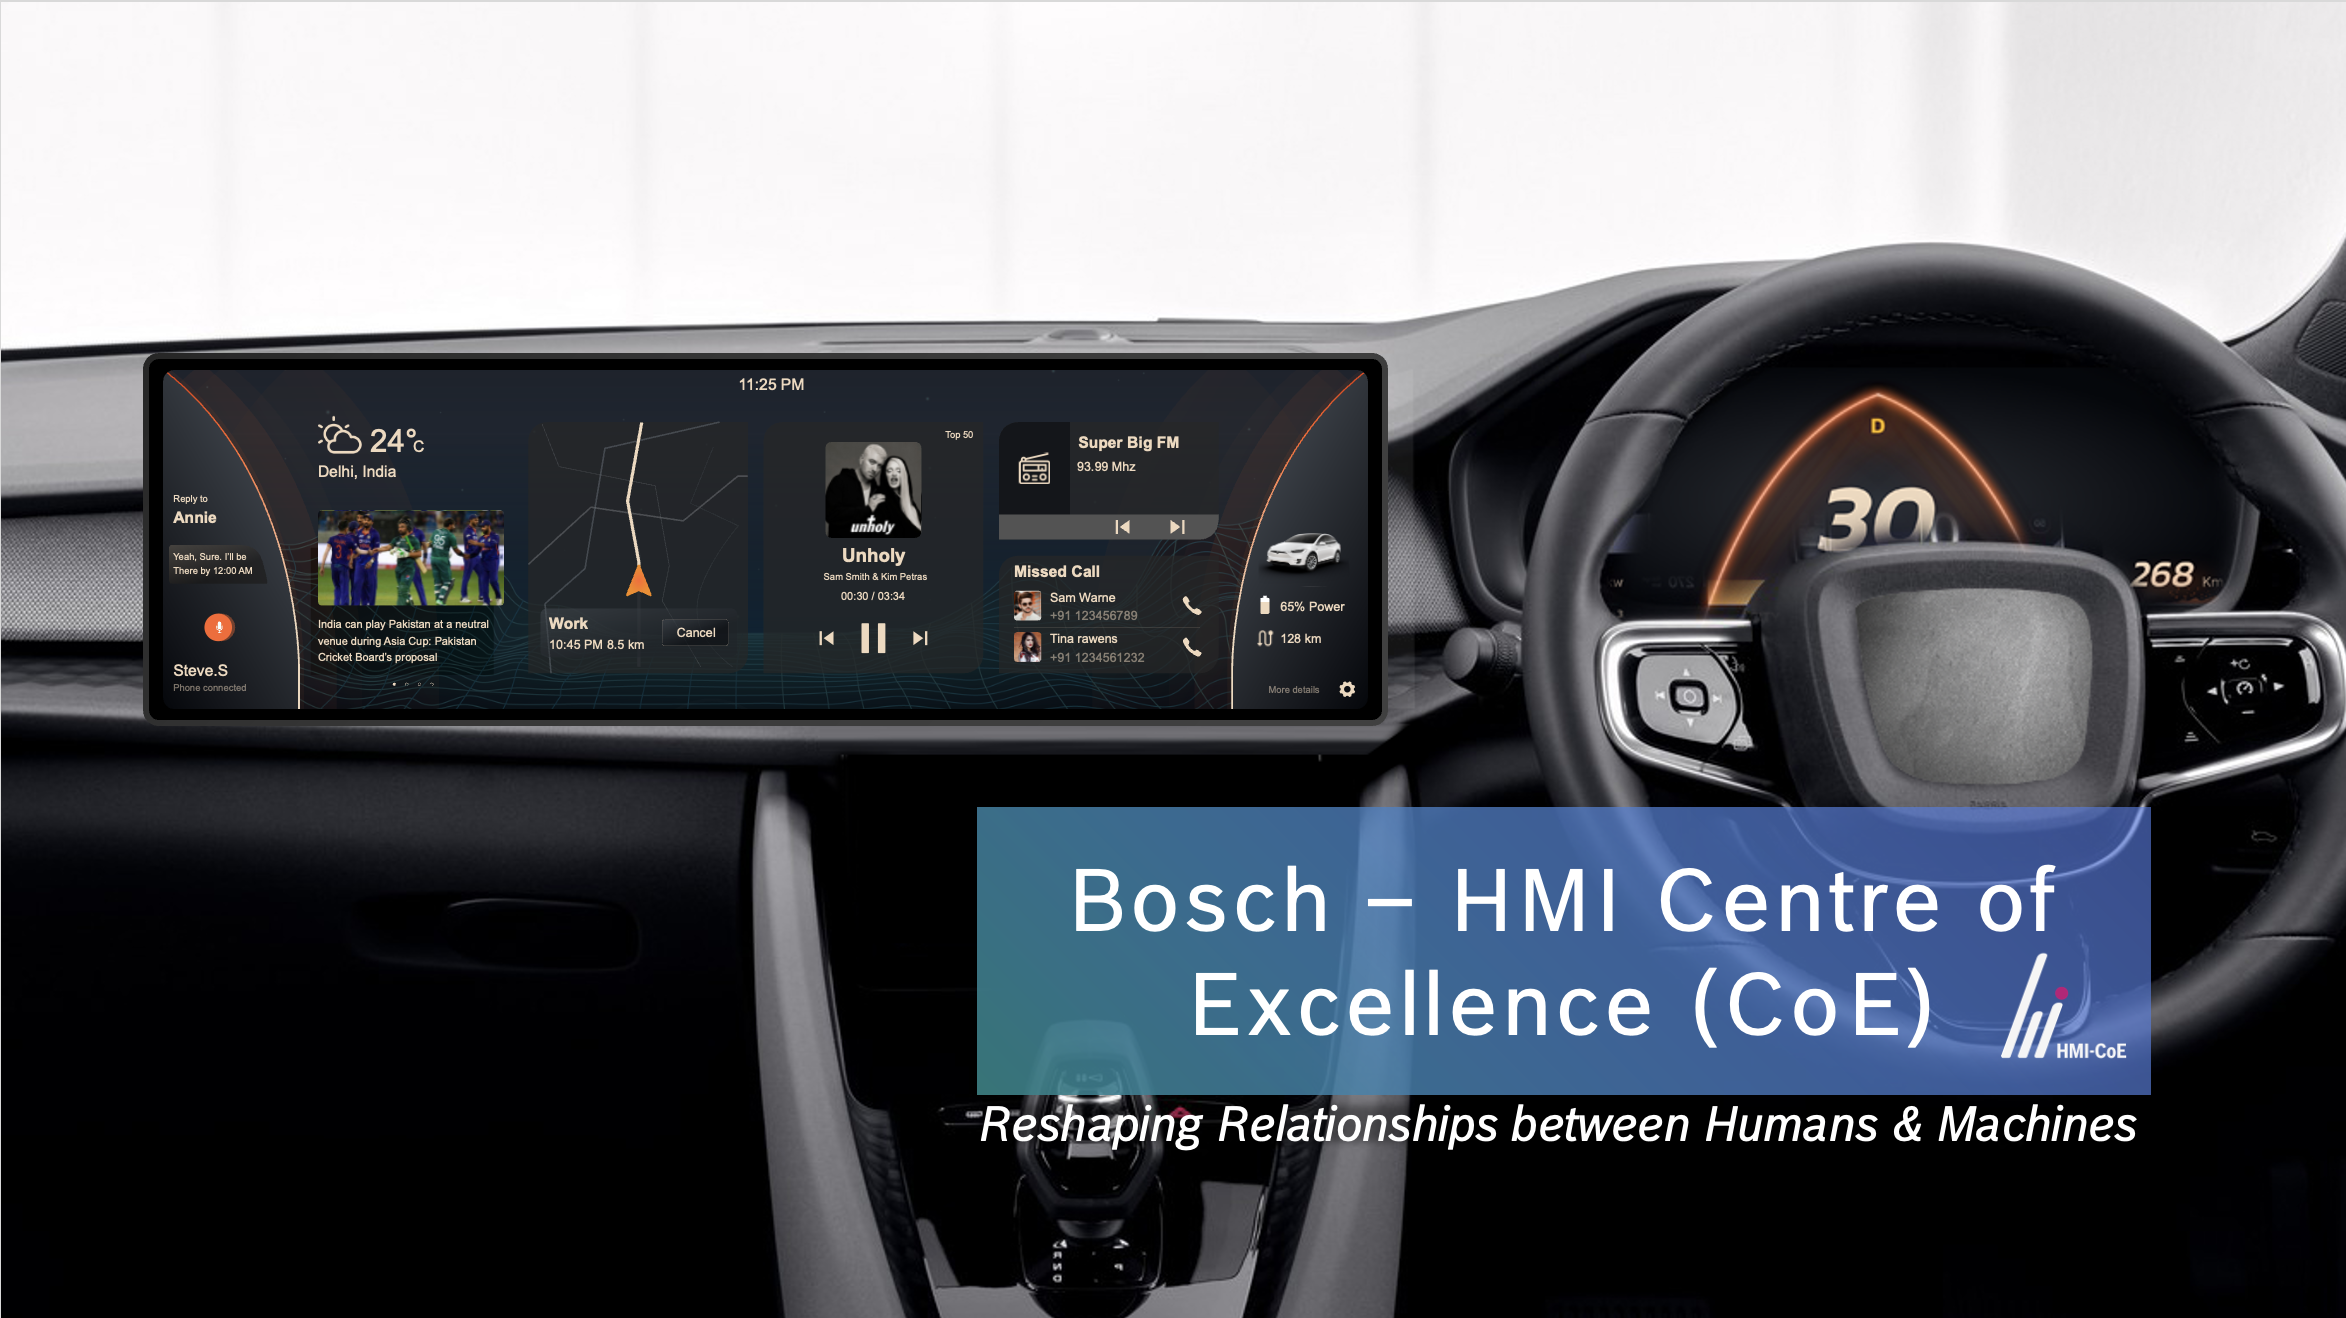 11:25 PM
24°c
Delhi, India
Reply to
Annie
Yeah, Sure. I'll be
There by 12:00 AM
Steve.S
Phone connected
India can play Pakistan at a neutral
venue during Asia Cup: Pakistan
Cricket Board's proposal
Work
10:45 PM 8.5 km
Cancel
Top 50
unholy
Unholy
Sam Smith & Kim Petras
00:30 / 03:34
Super Big FM
93.99 Mhz
Missed Call
Sam Warne
+91 123456789
Tina rawens
+91 1234561232
65% Power
128 km
More details
D
30
268 Km
+C
Bosch – HMI Centre of
Excellence (CoE)
HMI-CoE
Reshaping Relationships between Humans & Machines